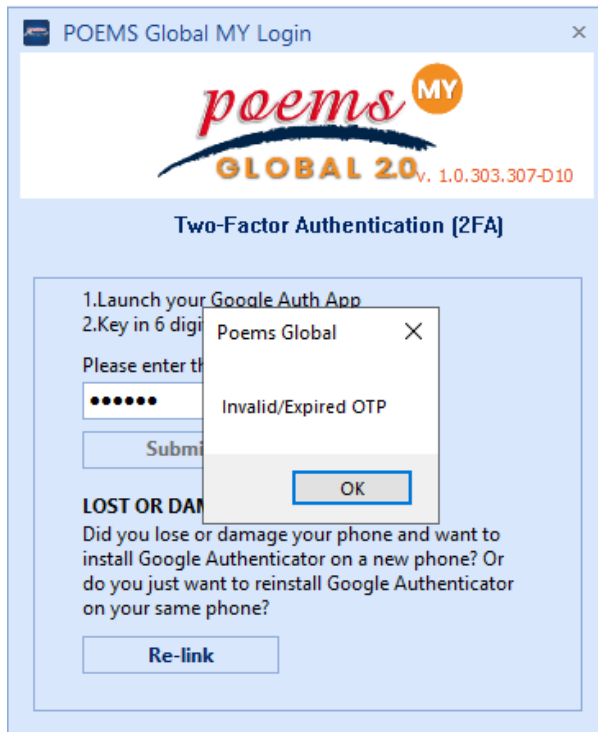 POEMS Global MY Login
poems MY
GLOBAL 2.0 v. 1.0.303.307-D10
Two-Factor Authentication (2FA)
1.Launch your Google Auth App
2.Key in 6 digi
Please enter th
••••••
Submi
Poems Global
Invalid/Expired OTP
OK
LOST OR DAM
Did you lose or damage your phone and want to
install Google Authenticator on a new phone? Or
do you just want to reinstall Google Authenticator
on your same phone?
Re-link